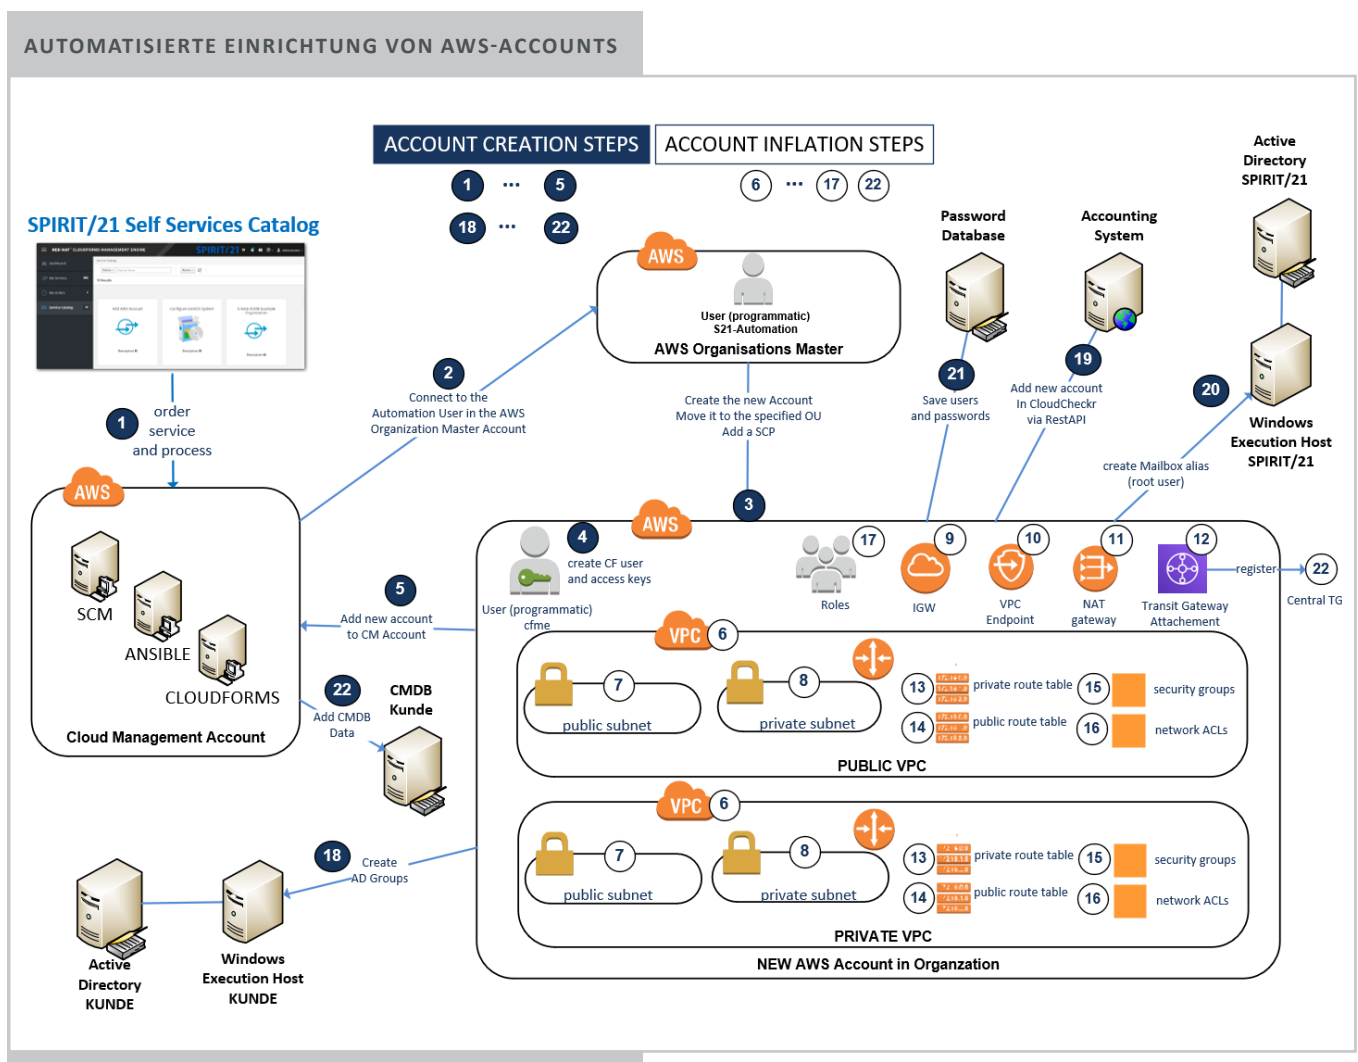 AUTOMATISIERTE EINRICHTUNG VON AWS-ACCOUNTS
ACCOUNT CREATION STEPS
ACCOUNT INFLATION STEPS
1 ... 5
6 ... 17 22
18 ... 22
Active
Directory
SPIRIT/21
SPIRIT/21 Self Services Catalog
RED HAT CLOUDFORMS MANAGEMENT ENGINE
SPIRIT/21
Password
Database
Accounting
System
AWS
User (programmatic)
S21-Automation
AWS Organisations Master
2
Connect to the
Automation User in the AWS
Organization Master Account
Create the new Account
Move it to the specified OU
Add a SCP
21
Save users
and passwords
19
Add new account
In CloudCheckr
via RestAPI
20
Windows
Execution Host
SPIRIT/21
create Mailbox alias
(root user)
1
order
service
and process
AWS
SCM
ANSIBLE
CLOUDFORMS
Cloud Management Account
3
AWS
4
create CF user
and access keys
User (programmatic)
cfme
17
Roles
9
IGW
10
VPC
Endpoint
11
NAT
gateway
12
Transit Gateway
Attachement
register
22
Central TG
5
Add new account
to CM Account
22
Add CMDB
Data
CMDB
Kunde
VPC
6
7
public subnet
8
private subnet
13
private route table
14
public route table
15
security groups
16
network ACLs
PUBLIC VPC
VPC
6
7
public subnet
8
private subnet
13
private route table
14
public route table
15
security groups
16
network ACLs
PRIVATE VPC
NEW AWS Account in Organzation
18
Create
AD Groups
Active
Directory
KUNDE
Windows
Execution Host
KUNDE